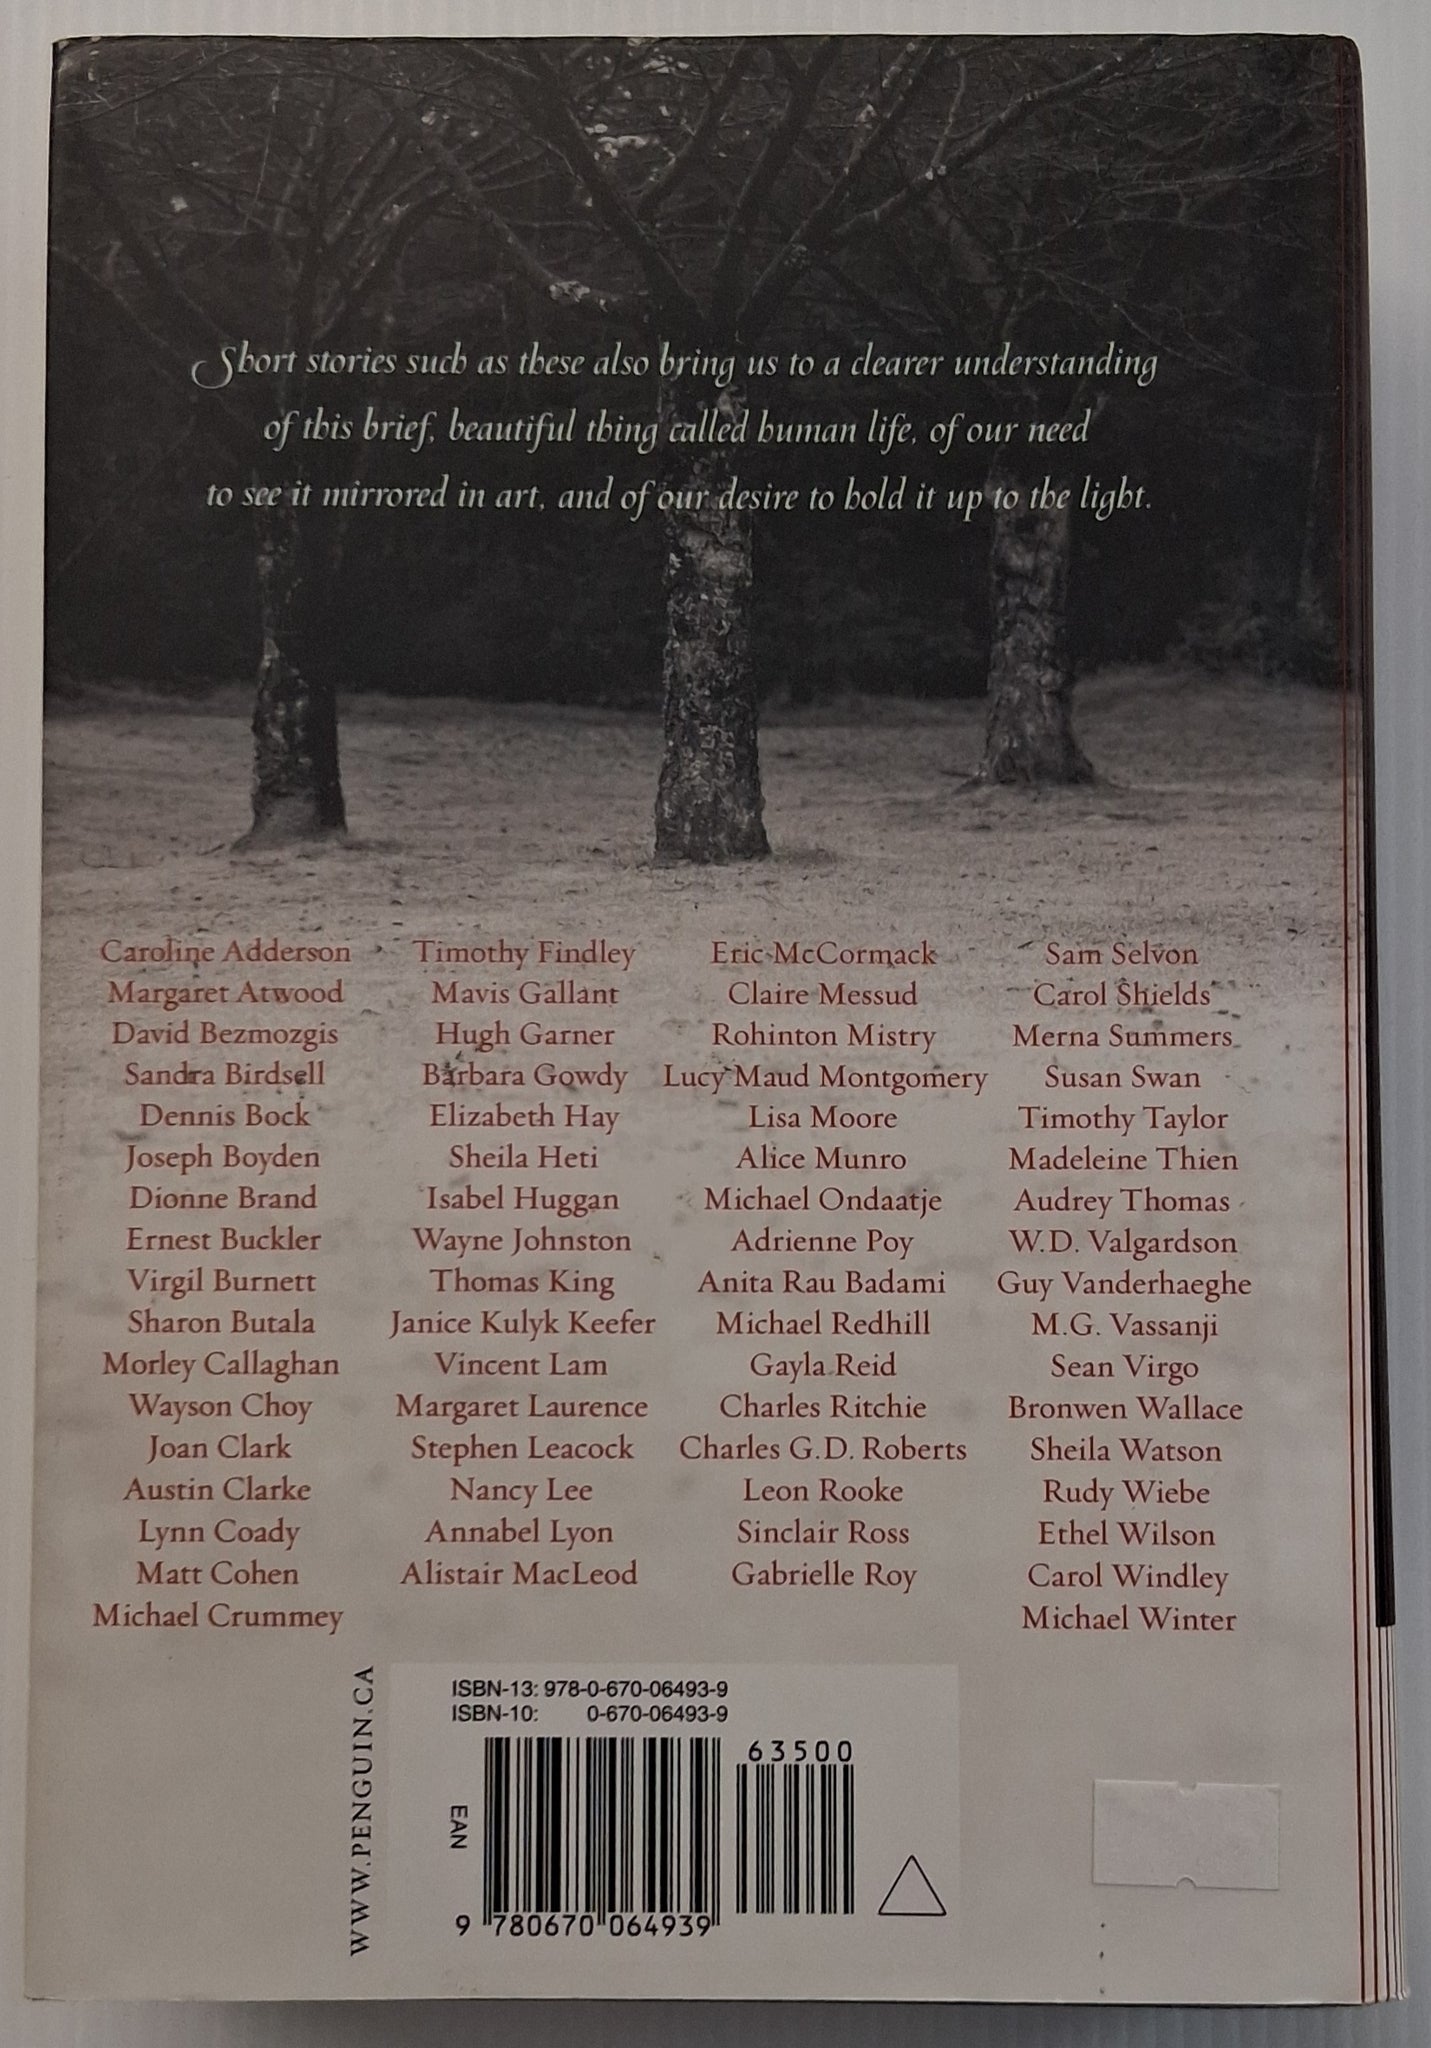 Short stories such as these also bring us to a clearer understanding
of this brief, beautiful thing called human life, of our need
to see it mirrored in art, and of our desire to hold it up to the light.
Caroline Adderson
Margaret Atwood
David Bezmozgis
Sandra Birdsell
Dennis Bock
Joseph Boyden
Dionne Brand
Ernest Buckler
Virgil Burnett
Sharon Butala
Morley Callaghan
Wayson Choy
Joan Clark
Austin Clarke
Lynn Coady
Matt Cohen
Michael Crummey
Timothy Findley
Mavis Gallant
Hugh Garner
Barbara Gowdy
Elizabeth Hay
Sheila Heti
Isabel Huggan
Wayne Johnston
Thomas King
Janice Kulyk Keefer
Vincent Lam
Margaret Laurence
Stephen Leacock
Nancy Lee
Annabel Lyon
Alistair MacLeod
Eric McCormack
Claire Messud
Rohinton Mistry
Lucy Maud Montgomery
Lisa Moore
Alice Munro
Michael Ondaatje
Adrienne Poy
Anita Rau Badami
Michael Redhill
Gayla Reid
Charles Ritchie
Charles G.D. Roberts
Leon Rooke
Sinclair Ross
Gabrielle Roy
Sam Selvon
Carol Shields
Merna Summers
Susan Swan
Timothy Taylor
Madeleine Thien
Audrey Thomas
W.D. Valgardson
Guy Vanderhaeghe
M.G. Vassanji
Sean Virgo
Bronwen Wallace
Sheila Watson
Rudy Wiebe
Ethel Wilson
Carol Windley
Michael Winter
WWW.PENGUIN.CA
ISBN-13: 978-0-670-06493-9
ISBN-10: 0-670-06493-9
63500
EAN
9 780670 064939